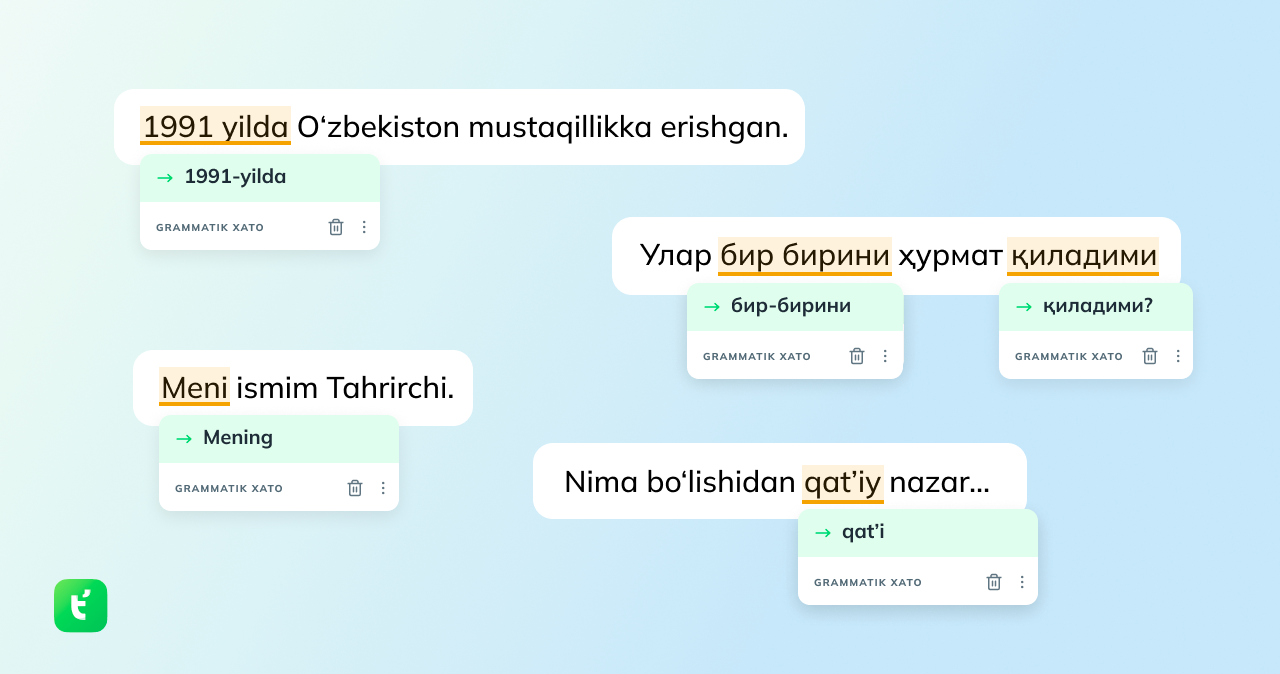 1991 yilda O‘zbekiston mustaqillikka erishgan.
→ 1991-yilda
GRAMMATIK XATO
Улар бир бирини ҳурмат қиладими
→ бир-бирини
GRAMMATIK XATO
→ қиладими?
GRAMMATIK XATO
Meni ismim Tahrirchi.
→ Mening
GRAMMATIK XATO
Nima bo‘lishidan qat’iy nazar...
→ qat’i
GRAMMATIK XATO
t'